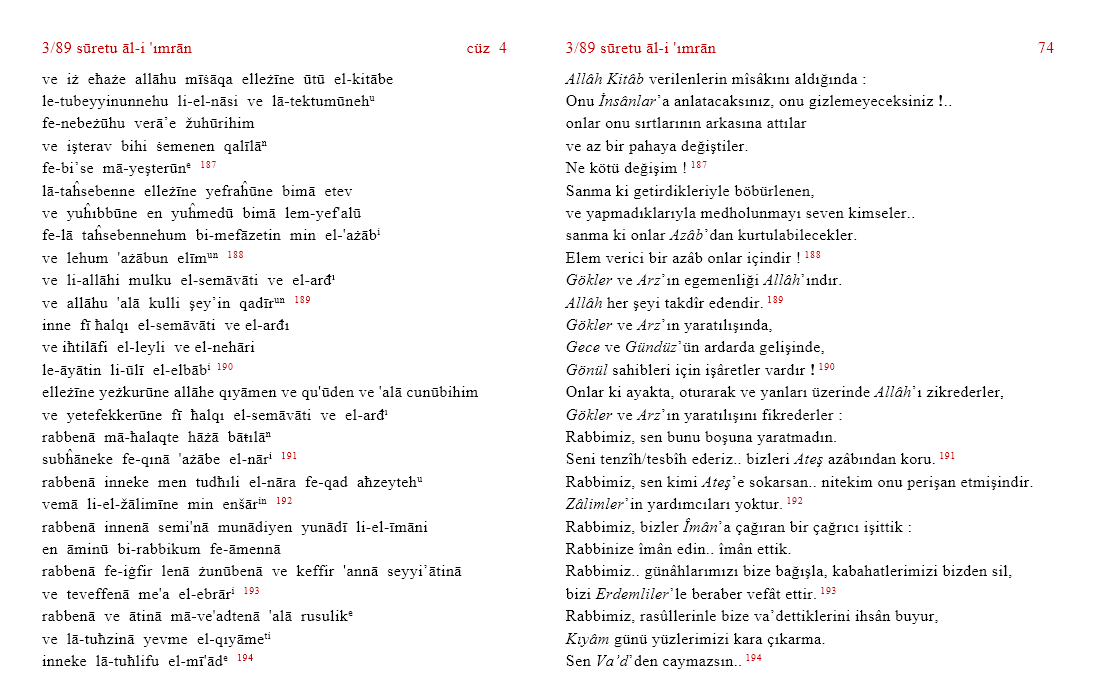 3/89 sūretu āl-i 'ımrān cüz 4
ve iż eħaże allāhu mīśāqa elleżīne ūtū el-kitābe
le-tubeyyinunnehu li-el-nāsi ve lā-tektumūnehᵘ
fe-nebeżūhu verā’e žuhūrihim
ve işterav bihi śemenen qalīlāⁿ
fe-bi’se mā-yeşterūnᵉ 187
lā-taĥsebenne elleżīne yefraĥūne bimā etev
ve yuĥıbbūne en yuĥmedū bimā lem-yef'alū
fe-lā taĥsebennehum bi-mefāzetin min el-'ażābⁱ
ve lehum 'ażābun elīmᵘⁿ 188
ve li-allāhi mulku el-semāvāti ve el-arđᶦ
ve allāhu 'alā kulli şey’in qadīrᵘⁿ 189
inne fī ħalqı el-semāvāti ve el-arđı
ve iħtilāfi el-leyli ve el-nehāri
le-āyātin li-ūlī el-elbābⁱ 190
elleżīne yeżkurūne allāhe qıyāmen ve qu'ūden ve 'alā cunūbihim
ve yetefekkerūne fī ħalqı el-semāvāti ve el-arđᶦ
rabbenā mā-ħalaqte hāżā bāŧılāⁿ
subĥāneke fe-qınā 'ażābe el-nārⁱ 191
rabbenā inneke men tudħıli el-nāra fe-qad aħzeytehᵘ
vemā li-el-žālimīne min enšārⁱⁿ 192
rabbenā innenā semi'nā munādiyen yunādī li-el-īmāni
en āminū bi-rabbikum fe-āmennā
rabbenā fe-iġfir lenā żunūbenā ve keffir 'annā seyyi’ātinā
ve teveffenā me'a el-ebrārⁱ 193
rabbenā ve ātinā mā-ve'adtenā 'alā rusulikᵉ
ve lā-tuħzinā yevme el-qıyāmeᵗⁱ
inneke lā-tuħlifu el-mī'ādᵉ 194
3/89 sūretu āl-i 'ımrān 74
Allâh Kitâb verilenlerin mîsâkını aldığında :
Onu İnsânlar’a anlatacaksınız, onu gizlemeyeceksiniz !..
onlar onu sırtlarının arkasına attılar
ve az bir pahaya değiştiler.
Ne kötü değişim ! 187
Sanma ki getirdikleriyle böbürlenen,
ve yapmadıklarıyla medholunmayı seven kimseler..
sanma ki onlar Azâb’dan kurtulabilecekler.
Elem verici bir azâb onlar içindir ! 188
Gökler ve Arz’ın egemenliği Allâh’ındır.
Allâh her şeyi takdîr edendir. 189
Gökler ve Arz’ın yaratılışında,
Gece ve Gündüz’ün ardarda gelişinde,
Gönül sahibleri için işâretler vardır ! 190
Onlar ki ayakta, oturarak ve yanları üzerinde Allâh’ı zikrederler,
Gökler ve Arz’ın yaratılışını fikrederler :
Rabbimiz, sen bunu boşuna yaratmadın.
Seni tenzîh/tesbîh ederiz.. bizleri Ateş azâbından koru. 191
Rabbimiz, sen kimi Ateş’e sokarsan.. nitekim onu perişan etmişindir.
Zâlimler’in yardımcıları yoktur. 192
Rabbimiz, bizler Îmân’a çağıran bir çağrıcı işittik :
Rabbinize îmân edin.. îmân ettik.
Rabbimiz.. günâhlarımızı bize bağışla, kabahatlerimizi bizden sil,
bizi Erdemliler’le beraber vefât ettir. 193
Rabbimiz, rasûllerinle bize va’dettiklerini ihsân buyur,
Kıyâm günü yüzlerimizi kara çıkarma.
Sen Va’d’den caymazsın.. 194